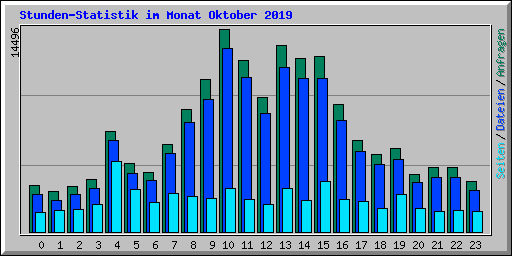 Stunden-Statistik im Monat Oktober 2019
14496
Seiten / Dateien / Anfragen
0 1 2 3 4 5 6 7 8 9 10 11 12 13 14 15 16 17 18 19 20 21 22 23